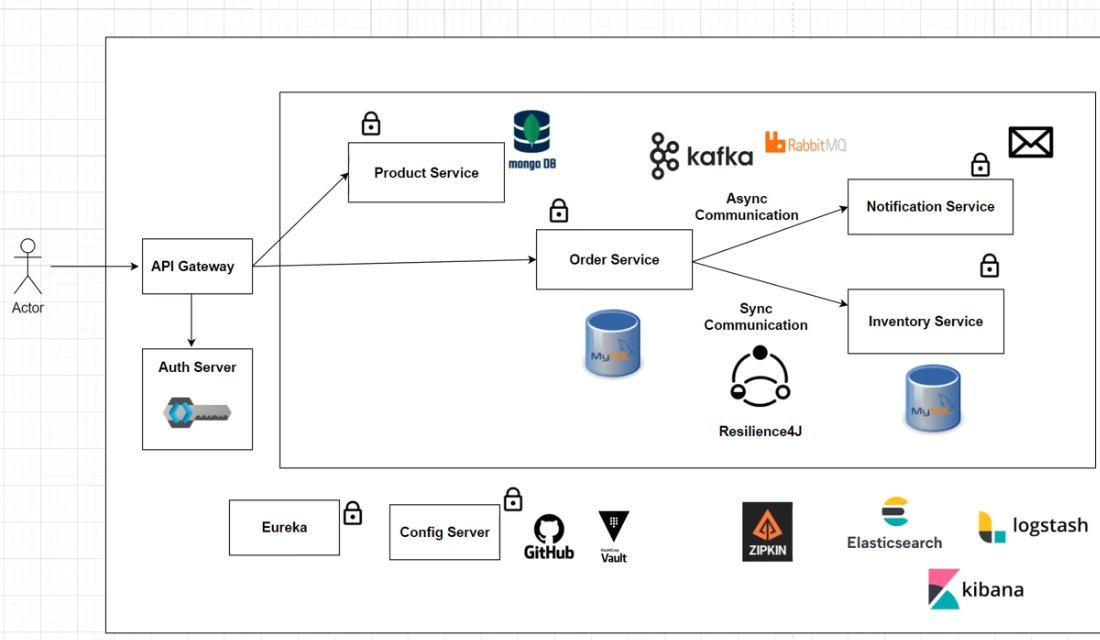 mongo DB
kafka
RabbitMQ
Product Service
Async
Communication
Notification Service
Order Service
API Gateway
Actor
Sync
Communication
Inventory Service
MySQL
Auth Server
MySQL
Resilience4J
Eureka
Config Server
GitHub
HashiCorp
Vault
ZIPKIN
Elasticsearch
logstash
kibana